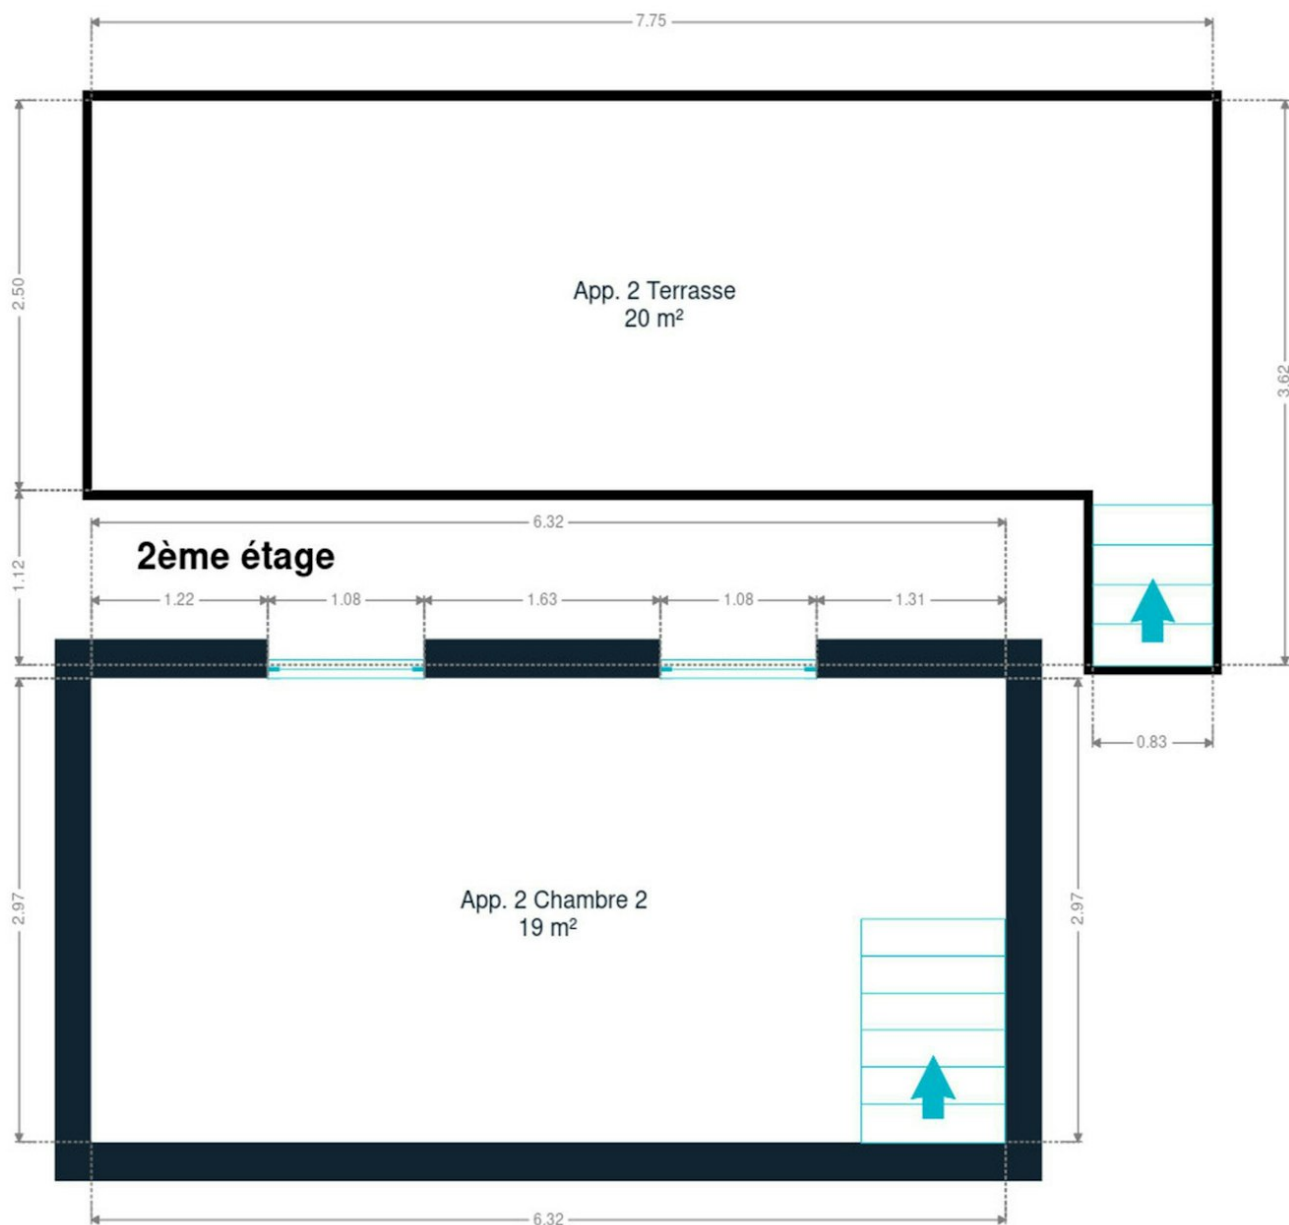 7.75
2.50
3.62
App. 2 Terrasse
20 m²
6.32
2ème étage
1.12
1.22
1.08
1.63
1.08
1.31
0.83
2.97
2.97
App. 2 Chambre 2
19 m²
6.32